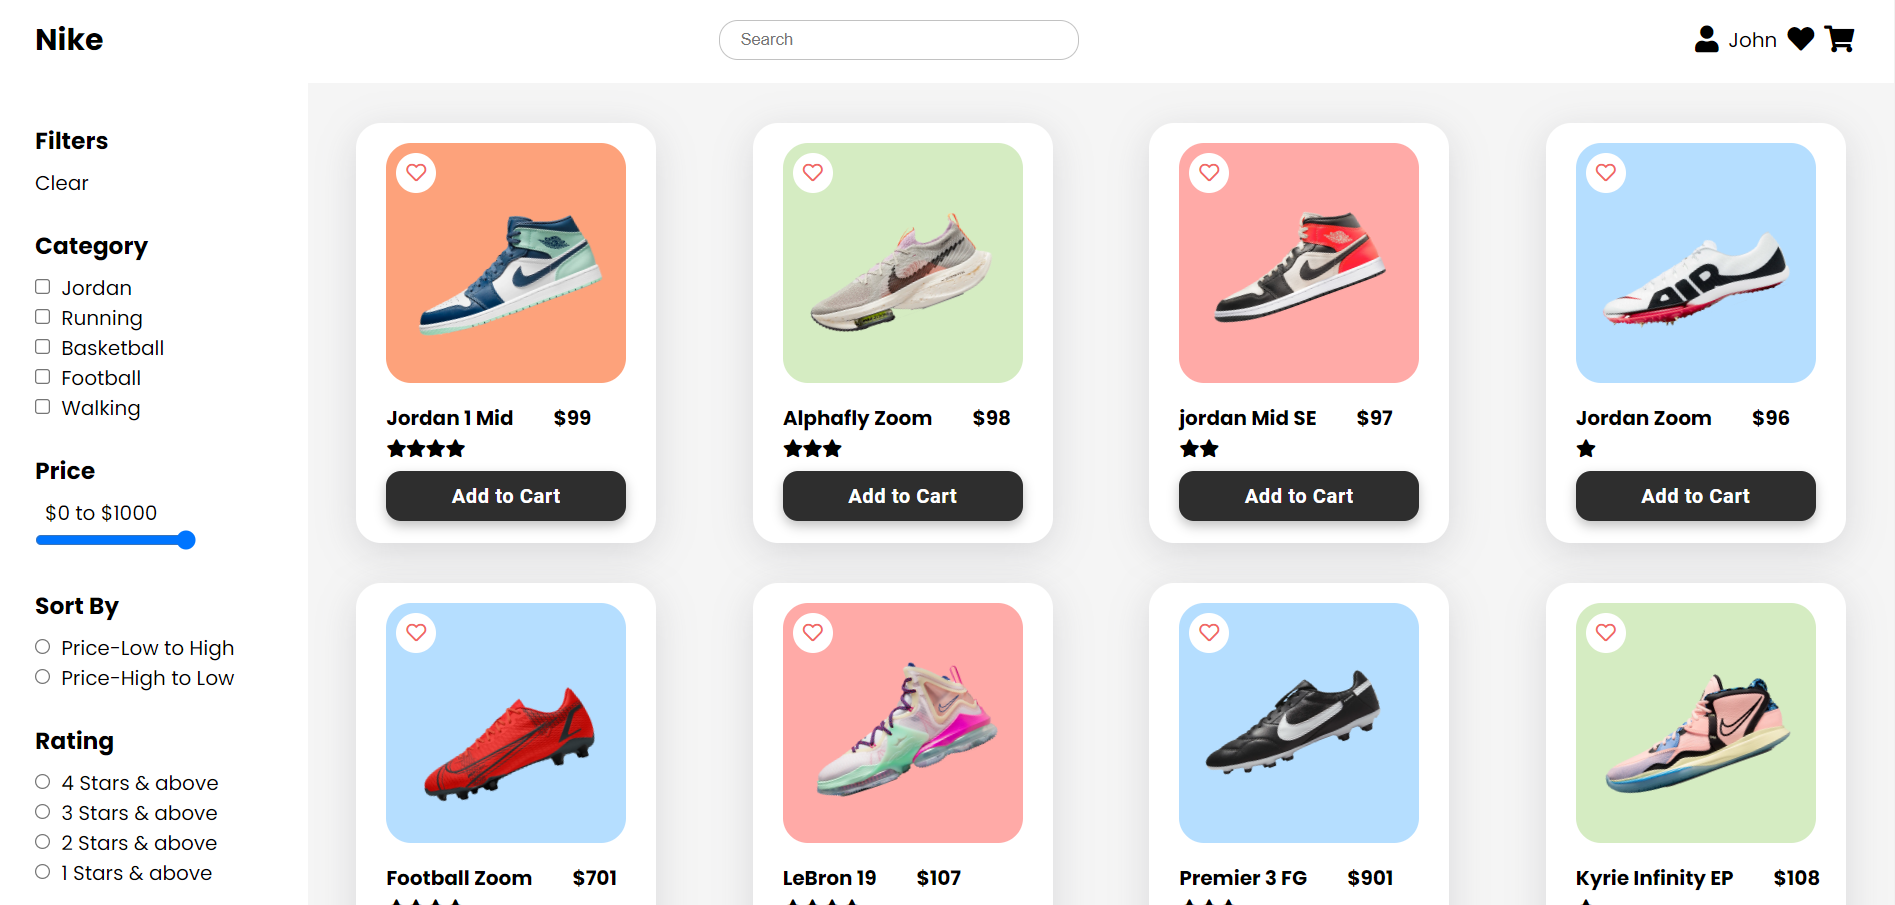 Nike
Search
John
Filters
Clear
Category
Jordan
Running
Basketball
Football
Walking
Price
$0 to $1000
Sort By
Price-Low to High
Price-High to Low
Rating
4 Stars & above
3 Stars & above
2 Stars & above
1 Stars & above
Jordan 1 Mid $99
Add to Cart
Alphafly Zoom $98
Add to Cart
jordan Mid SE $97
Add to Cart
Jordan Zoom $96
AIR
Add to Cart
Football Zoom $701
LeBron 19 $107
Premier 3 FG $901
Kyrie Infinity EP $108